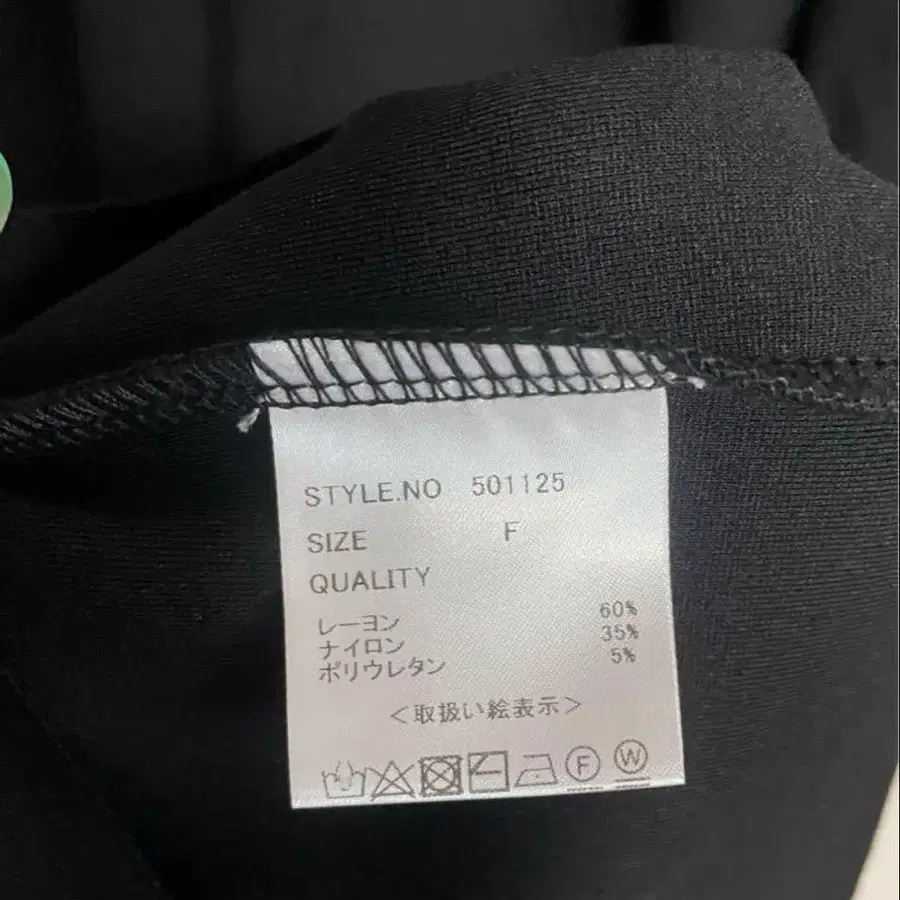 STYLE.NO 501125
SIZE F
QUALITY
レーヨン 60%
ナイロン 35%
ポリウレタン 5%
＜取扱い絵表示＞
F W